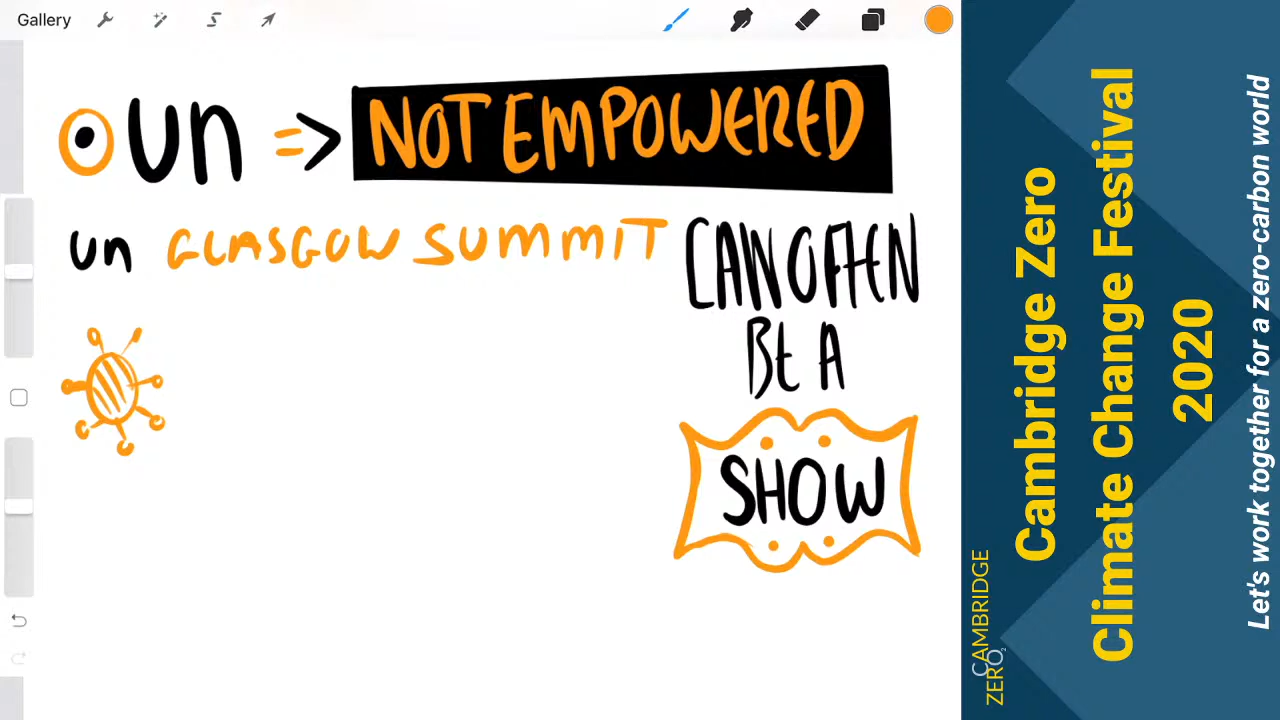 Gallery
UN => NOT EMPOWERED
UN GLASGOW SUMMIT
CAN OFTEN
BE A
SHOW
Cambridge Zero
Climate Change Festival
2020
Let's work together for a zero-carbon world
CAMBRIDGE
ZERO₂